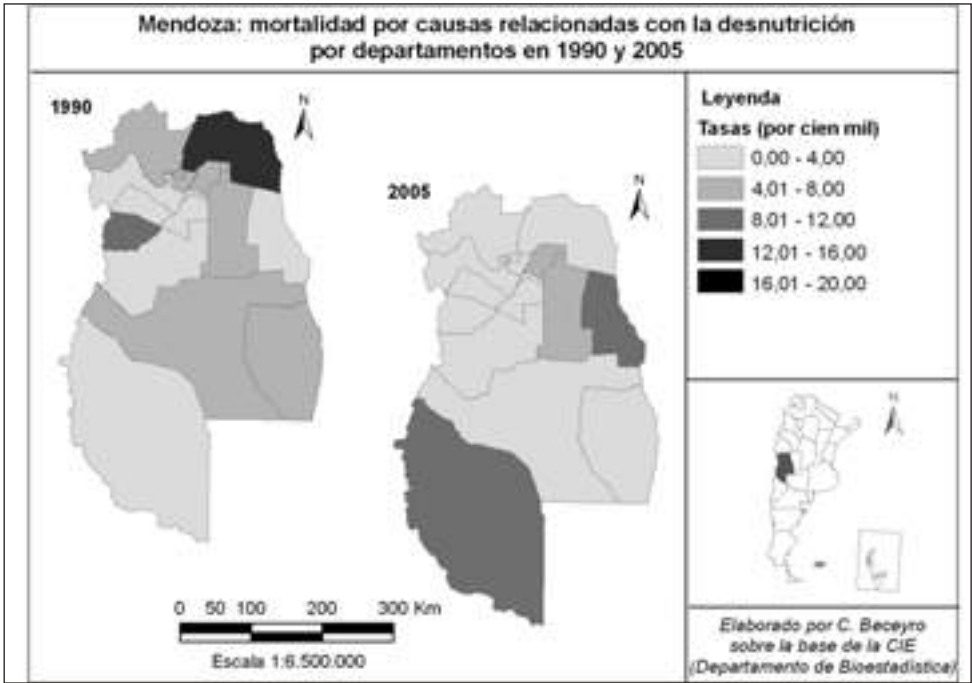 Mendoza: mortalidad por causas relacionadas con la desnutrición
por departamentos en 1990 y 2005
1990
N
2005
N
Leyenda
Tasas (por cien mil)
0,00 - 4,00
4,01 - 8,00
8,01 - 12,00
12,01 - 16,00
16,01 - 20,00
N
0 50 100 200 300 Km
Escala 1:6.500.000
Elaborado por C. Beceyro
sobre la base de la CIE
(Departamento de Bioestadística)